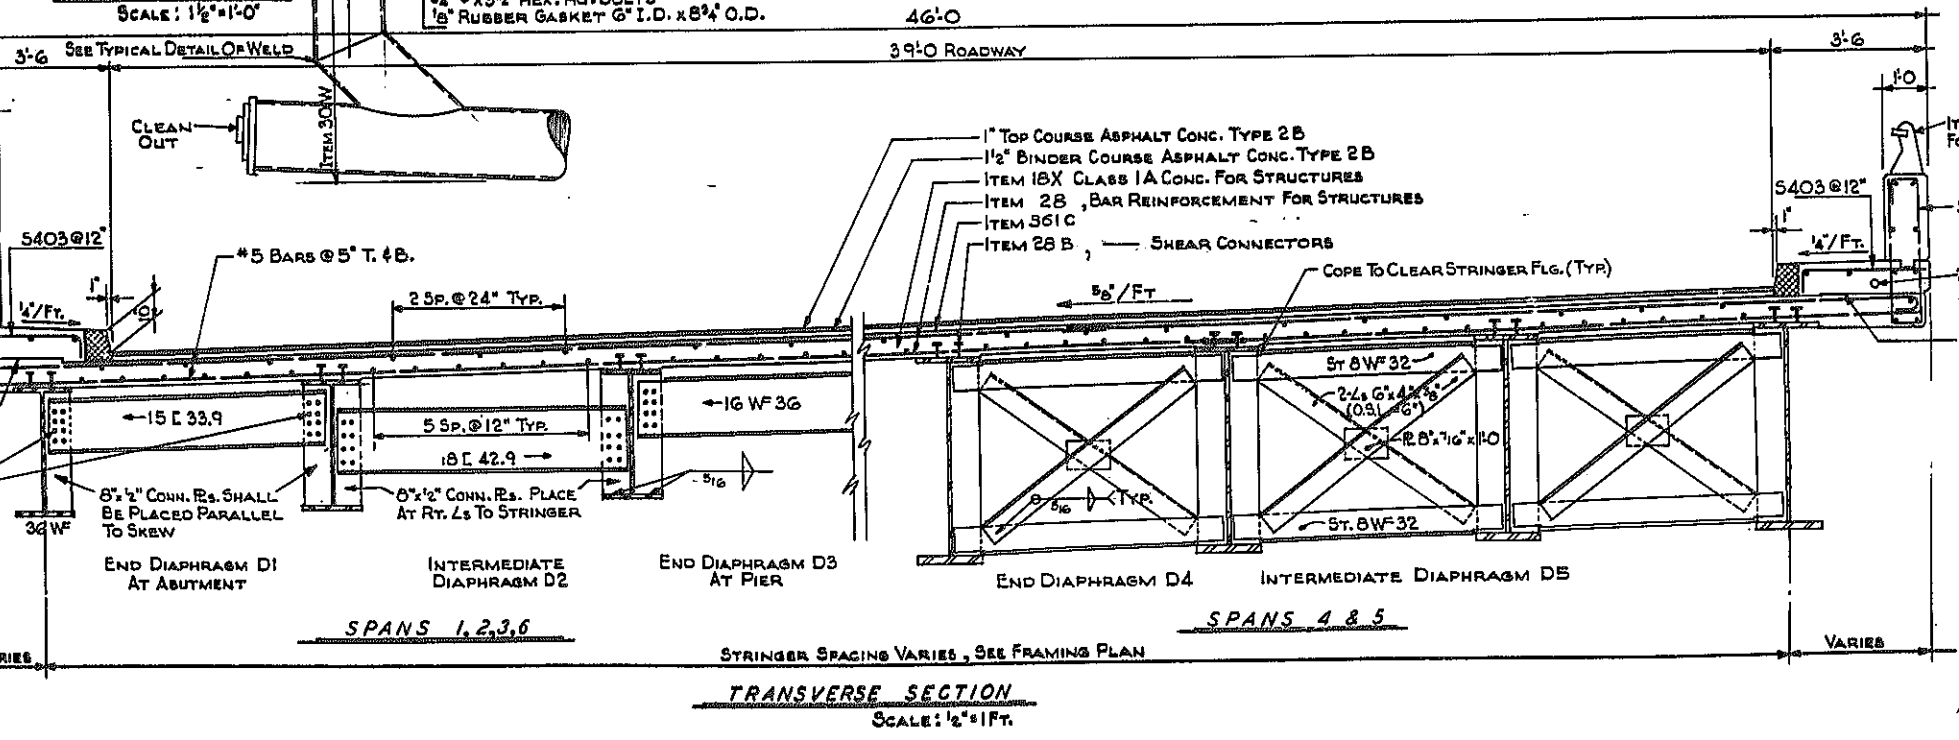 SCALE: 1½"=1'-0"
⅛" RUBBER GASKET 6" I.D. x 8¾" O.D.
46'-0
3'-6
SEE TYPICAL DETAIL OF WELD
39'-0 ROADWAY
3'-6
1'-0
CLEAN
OUT
ITEM 30 W
1" TOP COURSE ASPHALT CONC. TYPE 2B
1½" BINDER COURSE ASPHALT CONC. TYPE 2B
ITEM 18X CLASS 1A CONC. FOR STRUCTURES
ITEM 28, BAR REINFORCEMENT FOR STRUCTURES
ITEM 361C
ITEM 28 B, — SHEAR CONNECTORS
S403@12"
1"
¼"/FT.
S403@12"
#5 BARS @ 5" T. & B.
COPE TO CLEAR STRINGER FLG. (TYP.)
1"
¼"/FT.
10"
2 SP. @ 24" TYP.
⅝"/FT
15 [ 33.9
5 SP. @ 12" TYP.
18 [ 42.9
16 WF 36
ST 8 WF 32
2-Ls 6"x4"x⅜"
(O.S.L.=6")
PL 8"x7/16"x1'-0
5/16
5/16
TYP.
ST. 8 WF 32
8"x½" CONN. PLs. SHALL
BE PLACED PARALLEL
TO SKEW
8"x½" CONN. PLs. PLACE
AT RT. Ls TO STRINGER
36 WF
END DIAPHRAGM D1
AT ABUTMENT
INTERMEDIATE
DIAPHRAGM D2
END DIAPHRAGM D3
AT PIER
END DIAPHRAGM D4
INTERMEDIATE DIAPHRAGM D5
SPANS 1,2,3,6
SPANS 4 & 5
STRINGER SPACING VARIES, SEE FRAMING PLAN
VARIES
TRANSVERSE SECTION
SCALE: ½"=1FT.